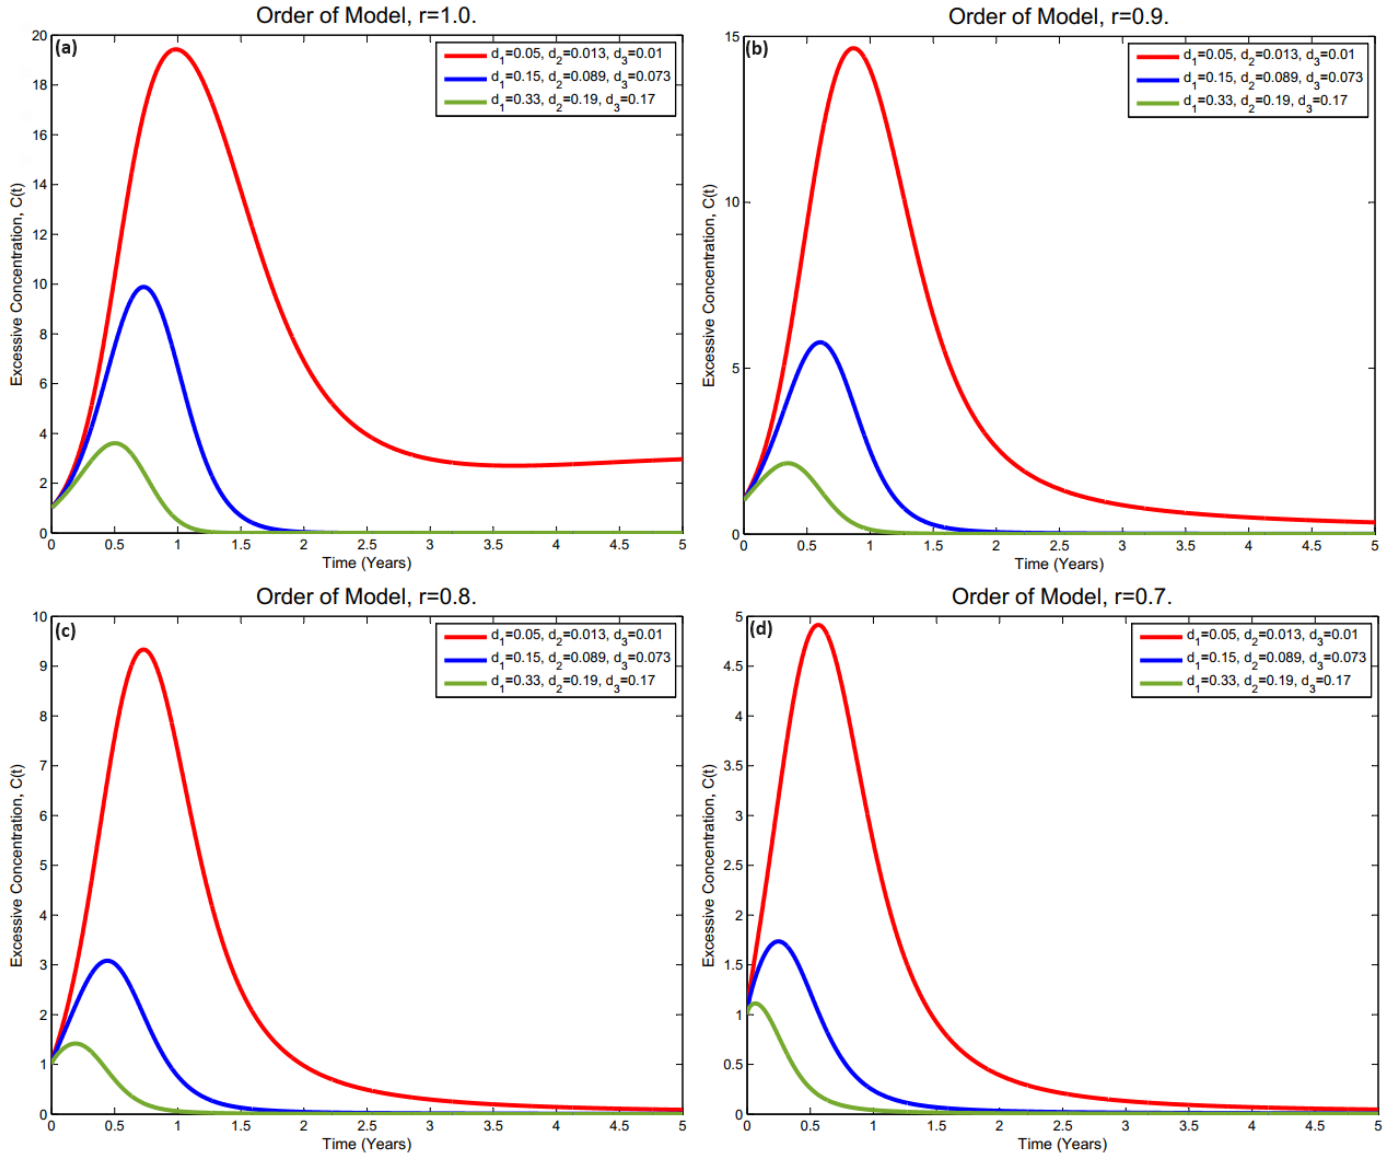 Order of Model, r=1.0.
(a)
d1=0.05, d2=0.013, d3=0.01
d1=0.15, d2=0.089, d3=0.073
d1=0.33, d2=0.19, d3=0.17
20
18
16
14
12
10
8
6
4
2
0
Excessive Concentration, C(t)
0 0.5 1 1.5 2 2.5 3 3.5 4 4.5 5
Time (Years)
Order of Model, r=0.9.
(b)
d1=0.05, d2=0.013, d3=0.01
d1=0.15, d2=0.089, d3=0.073
d1=0.33, d2=0.19, d3=0.17
15
10
5
0
Excessive Concentration, C(t)
0 0.5 1 1.5 2 2.5 3 3.5 4 4.5 5
Time (Years)
Order of Model, r=0.8.
(c)
d1=0.05, d2=0.013, d3=0.01
d1=0.15, d2=0.089, d3=0.073
d1=0.33, d2=0.19, d3=0.17
10
9
8
7
6
5
4
3
2
1
0
Excessive Concentration, C(t)
0 0.5 1 1.5 2 2.5 3 3.5 4 4.5 5
Time (Years)
Order of Model, r=0.7.
(d)
d1=0.05, d2=0.013, d3=0.01
d1=0.15, d2=0.089, d3=0.073
d1=0.33, d2=0.19, d3=0.17
5
4.5
4
3.5
3
2.5
2
1.5
1
0.5
0
Excessive Concentration, C(t)
0 0.5 1 1.5 2 2.5 3 3.5 4 4.5 5
Time (Years)